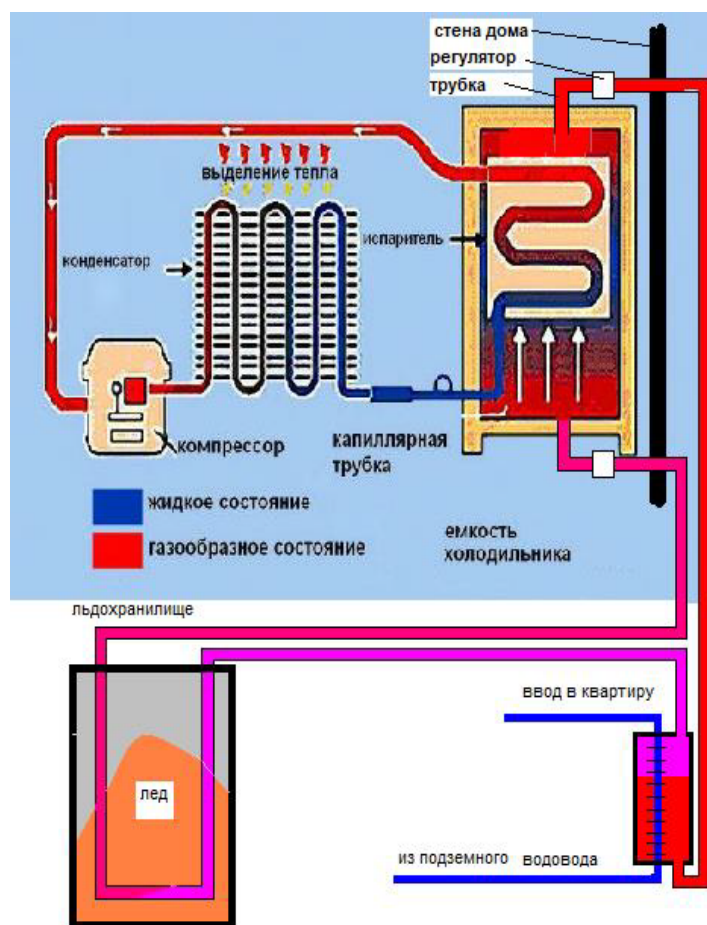 стена дома
регулятор
трубка
выделение тепла
конденсатор
испаритель
компрессор
капиллярная
трубка
жидкое состояние
газообразное состояние
емкость
холодильника
льдохранилище
ввод в квартиру
лед
из подземного водовода